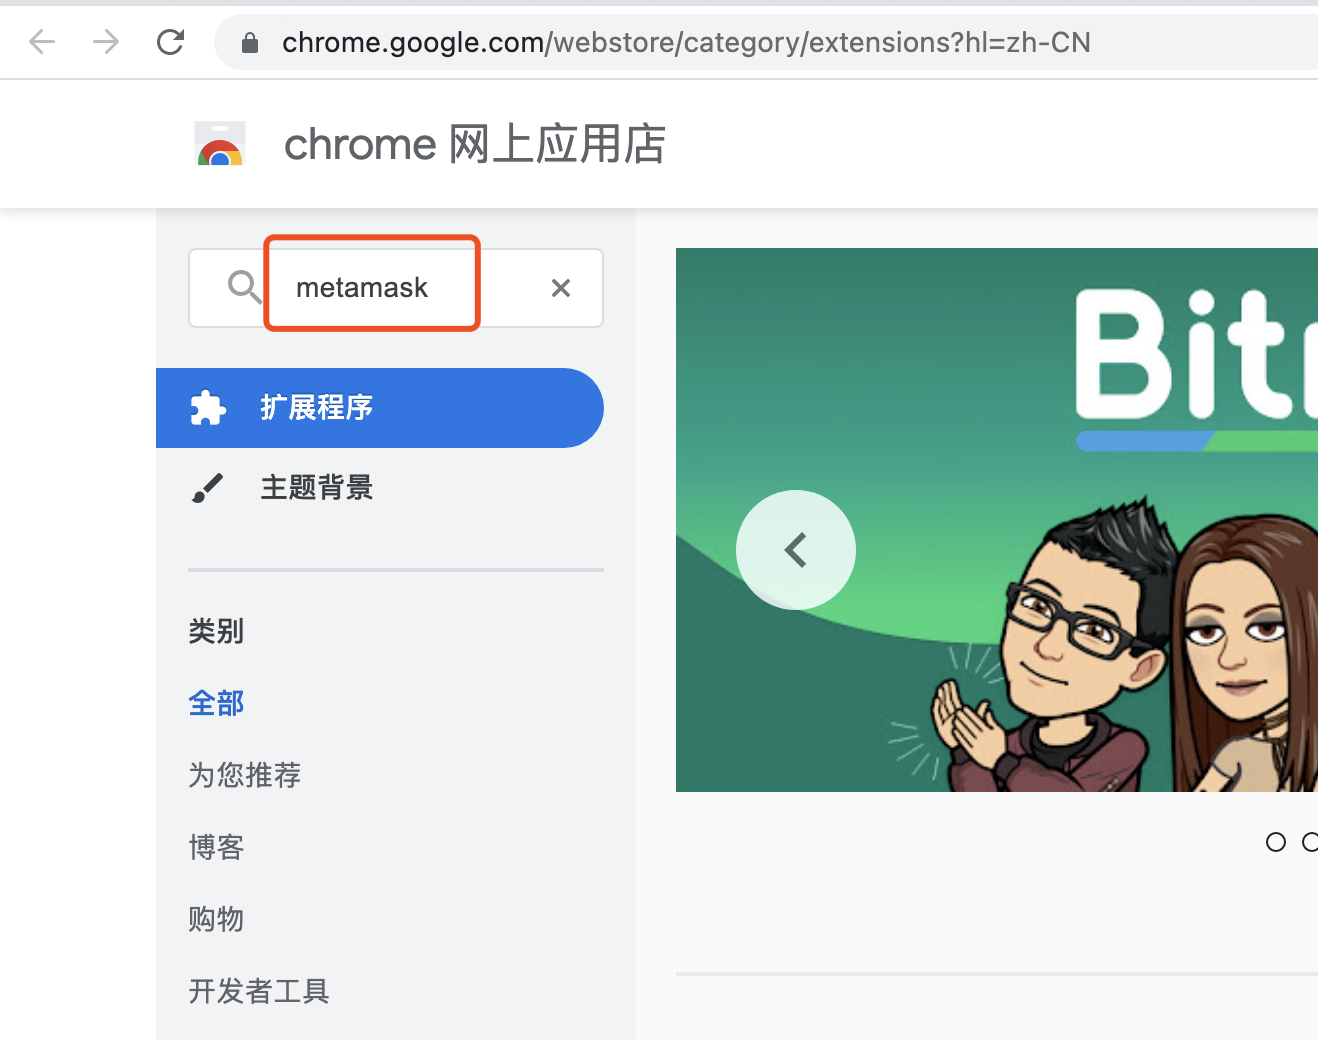 chrome.google.com/webstore/category/extensions?hl=zh-CN
chrome 网上应用店
metamask
扩展程序
主题背景
类别
全部
为您推荐
博客
购物
开发者工具